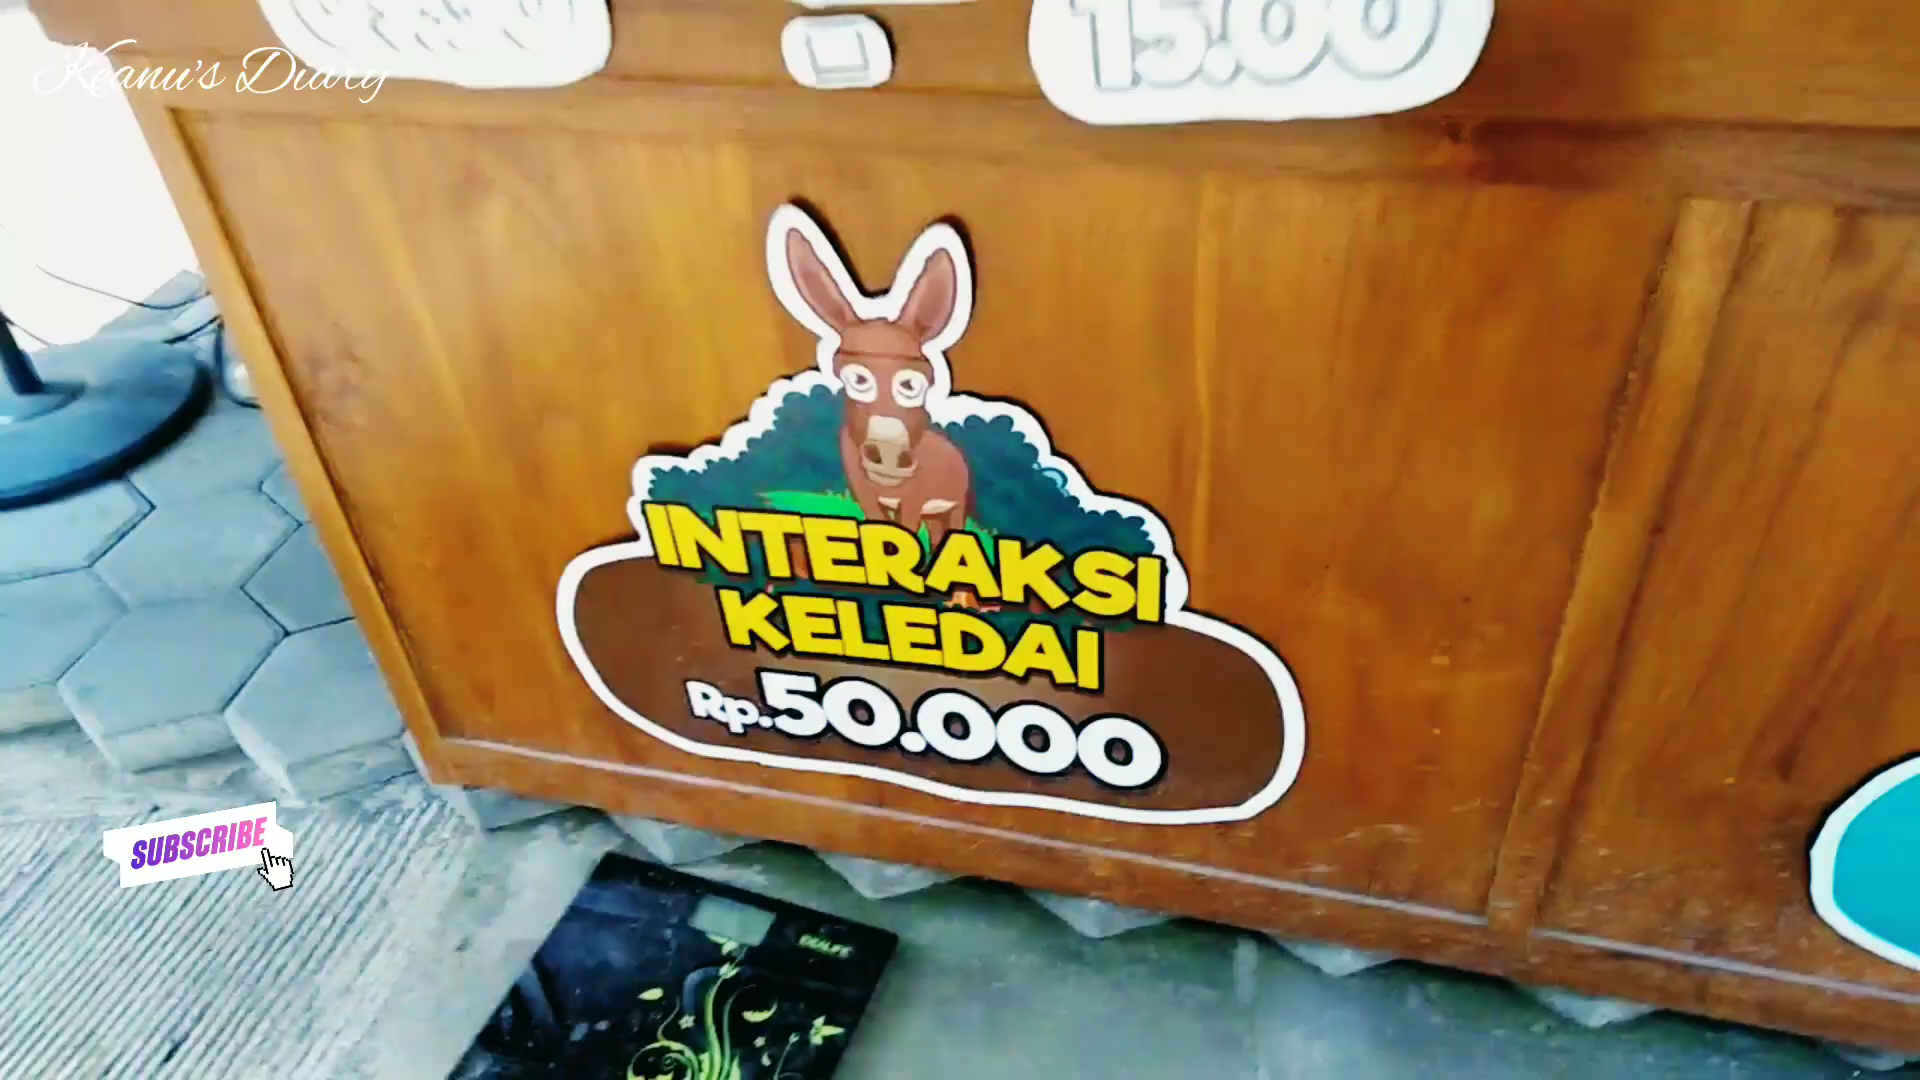 Keanu's Diary
15.00
INTERAKSI
KELEDAI
Rp.50.000
SUBSCRIBE